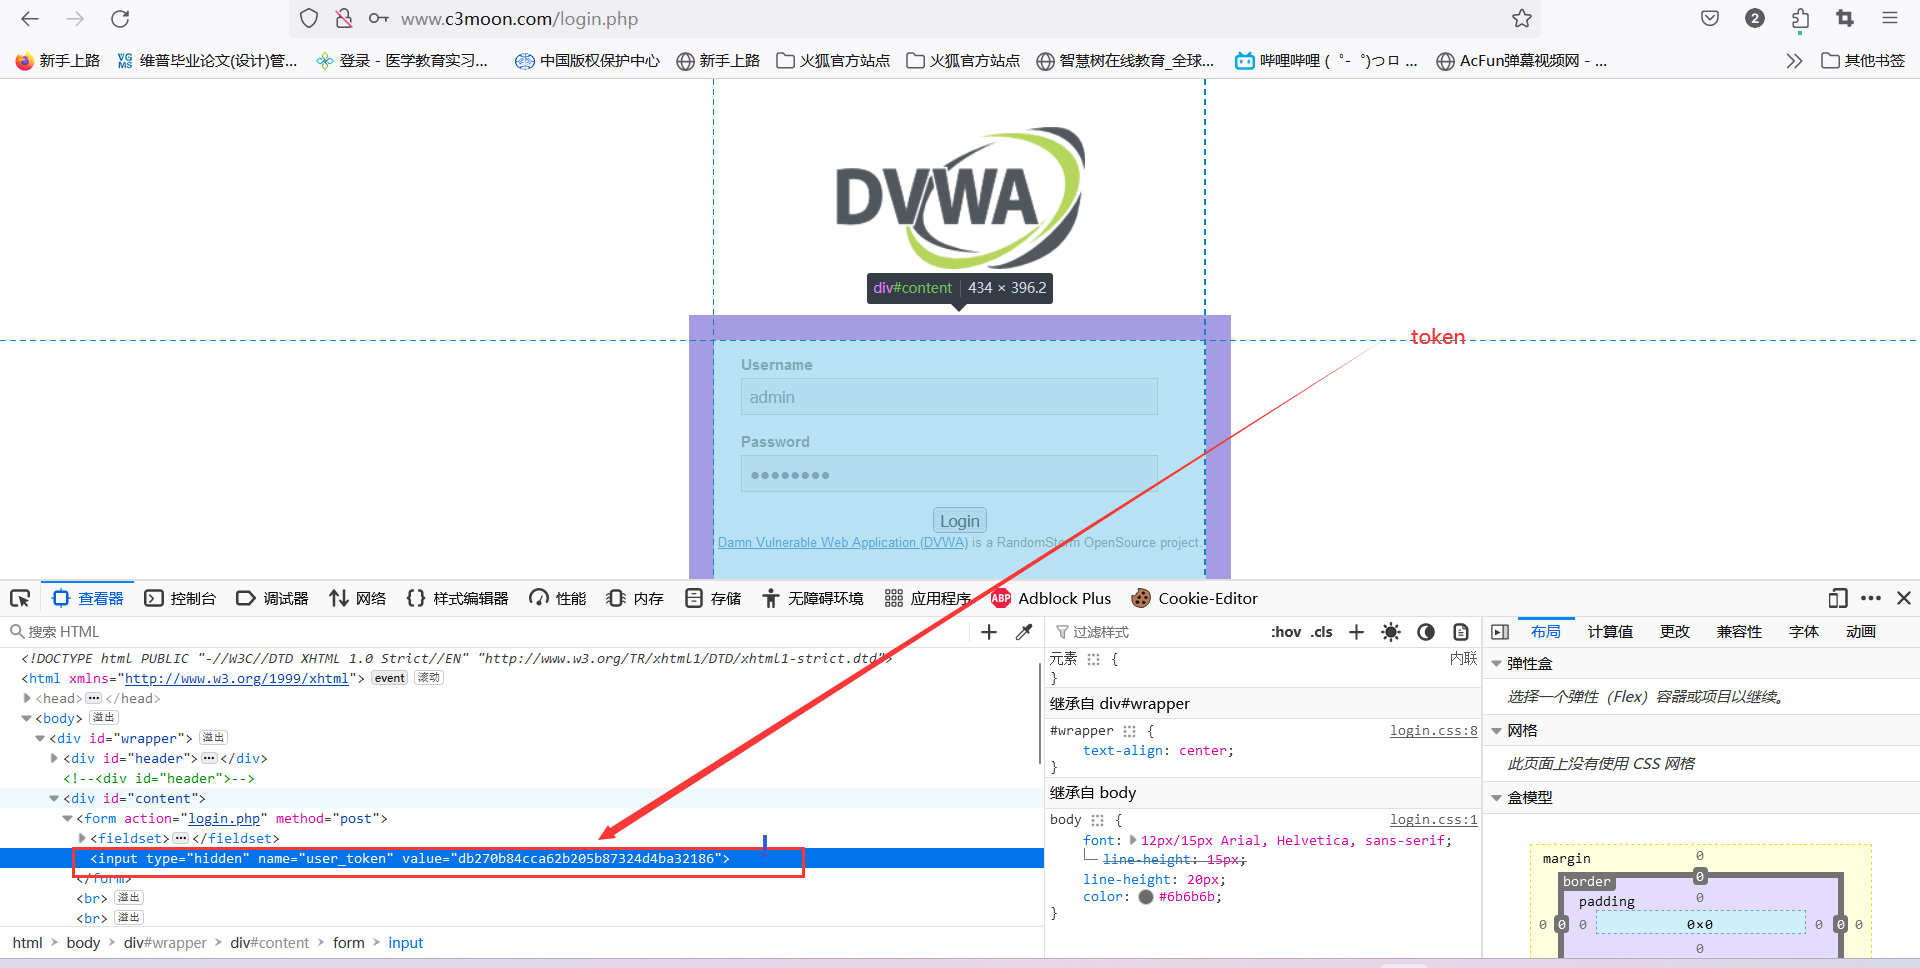 www.c3moon.com/login.php
2
新手上路
VG MS 维普毕业论文(设计)管...
登录 - 医学教育实习...
中国版权保护中心
新手上路
火狐官方站点
火狐官方站点
智慧树在线教育_全球...
哔哩哔哩 (゜-゜)つロ ...
AcFun弹幕视频网 - ...
其他书签
DVWA
div#content 434 × 396.2
token
Username
admin
Password
Login
Damn Vulnerable Web Application (DVWA) is a RandomStorm OpenSource project.
查看器
控制台
调试器
网络
{} 样式编辑器
性能
内存
存储
无障碍环境
应用程序
ABP Adblock Plus
Cookie-Editor
搜索 HTML
<!DOCTYPE html PUBLIC "-//W3C//DTD XHTML 1.0 Strict//EN" "http://www.w3.org/TR/xhtml1/DTD/xhtml1-strict.dtd">
<html xmlns="http://www.w3.org/1999/xhtml"> event 滚动
<head>···</head>
<body> 溢出
<div id="wrapper"> 溢出
<div id="header">···</div>
<!--<div id="header">-->
<div id="content">
<form action="login.php" method="post">
<fieldset>···</fieldset>
<input type="hidden" name="user_token" value="db270b84cca62b205b87324d4ba32186">
</form>
<br> 溢出
<br> 溢出
html > body > div#wrapper > div#content > form > input
过滤样式
:hov .cls +
元素 {
内联
}
继承自 div#wrapper
#wrapper {
login.css:8
text-align: center;
}
继承自 body
body {
login.css:1
font: 12px/15px Arial, Helvetica, sans-serif;
line-height: 15px;
line-height: 20px;
color: #6b6b6b;
}
布局
计算值
更改
兼容性
字体
动画
弹性盒
选择一个弹性（Flex）容器或项目以继续。
网格
此页面上没有使用 CSS 网格
盒模型
margin 0
border 0
padding 0
0 0 0 0×0 0 0 0
0